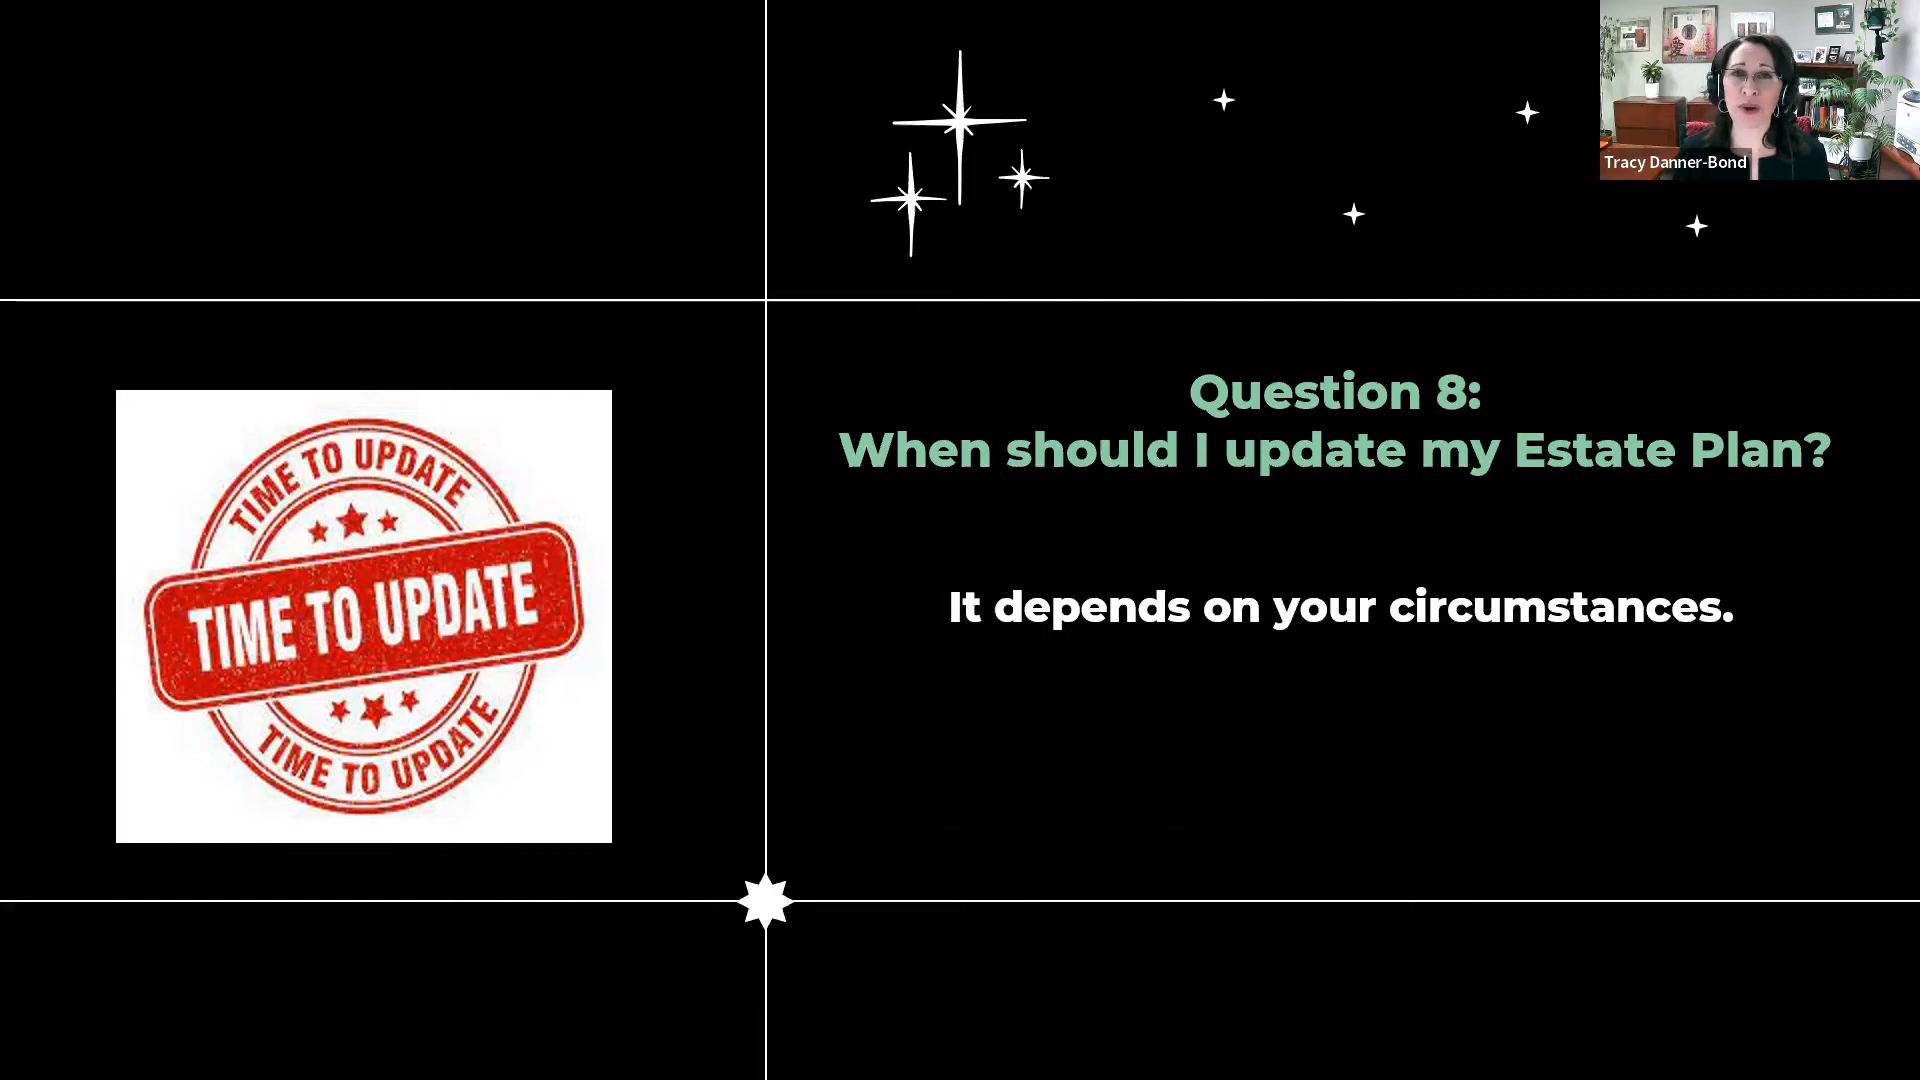 Tracy Danner-Bond
Question 8:
When should I update my Estate Plan?
It depends on your circumstances.
TIME TO UPDATE
TIME TO UPDATE
TIME TO UPDATE